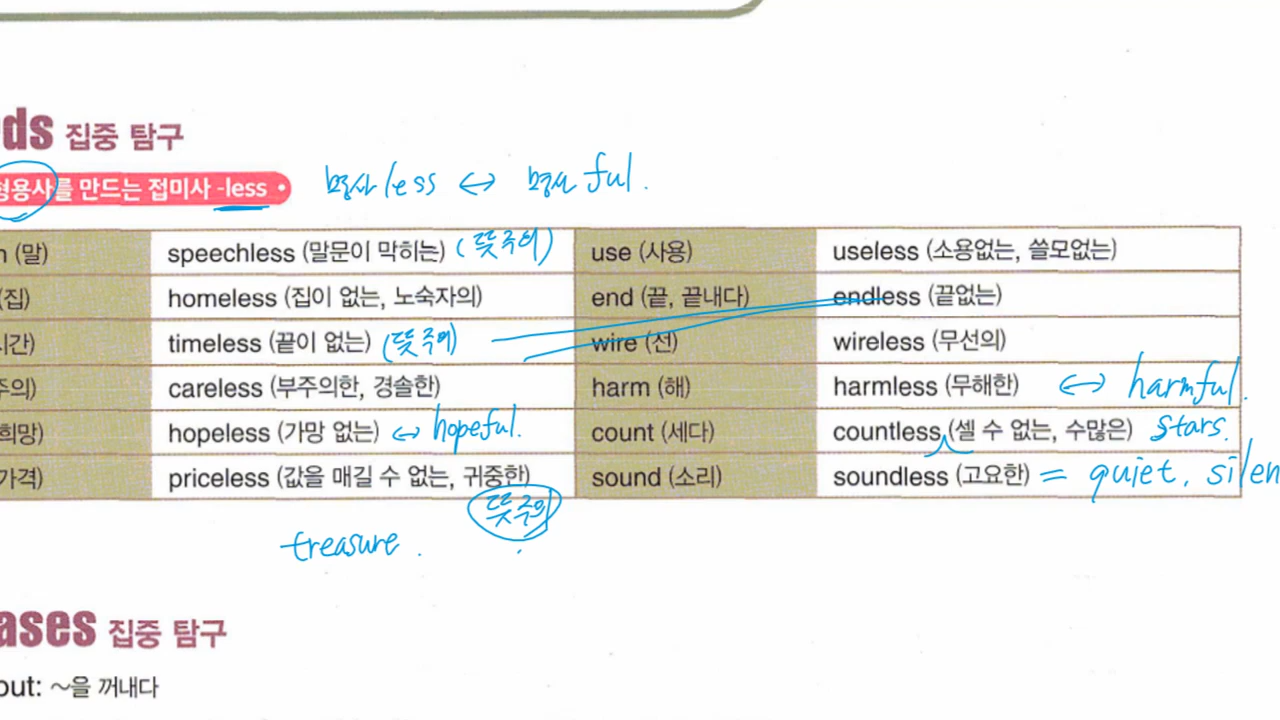 ds 집중 탐구
형용사를 만드는 접미사 -less • 명사less ↔ 명사ful.
(말) speechless (말문이 막히는) (뜻주의) use (사용) useless (소용없는, 쓸모없는)
(집) homeless (집이 없는, 노숙자의) end (끝, 끝내다) endless (끝없는)
시간) timeless (끝이 없는) (뜻주의) wire (선) wireless (무선의)
주의) careless (부주의한, 경솔한) harm (해) harmless (무해한) ↔ harmful.
희망) hopeless (가망 없는) ↔ hopeful. count (세다) countless (셀 수 없는, 수많은) stars.
가격) priceless (값을 매길 수 없는, 귀중한) sound (소리) soundless (고요한) = quiet, silen
뜻주의
treasure.
ases 집중 탐구
out: ~을 꺼내다